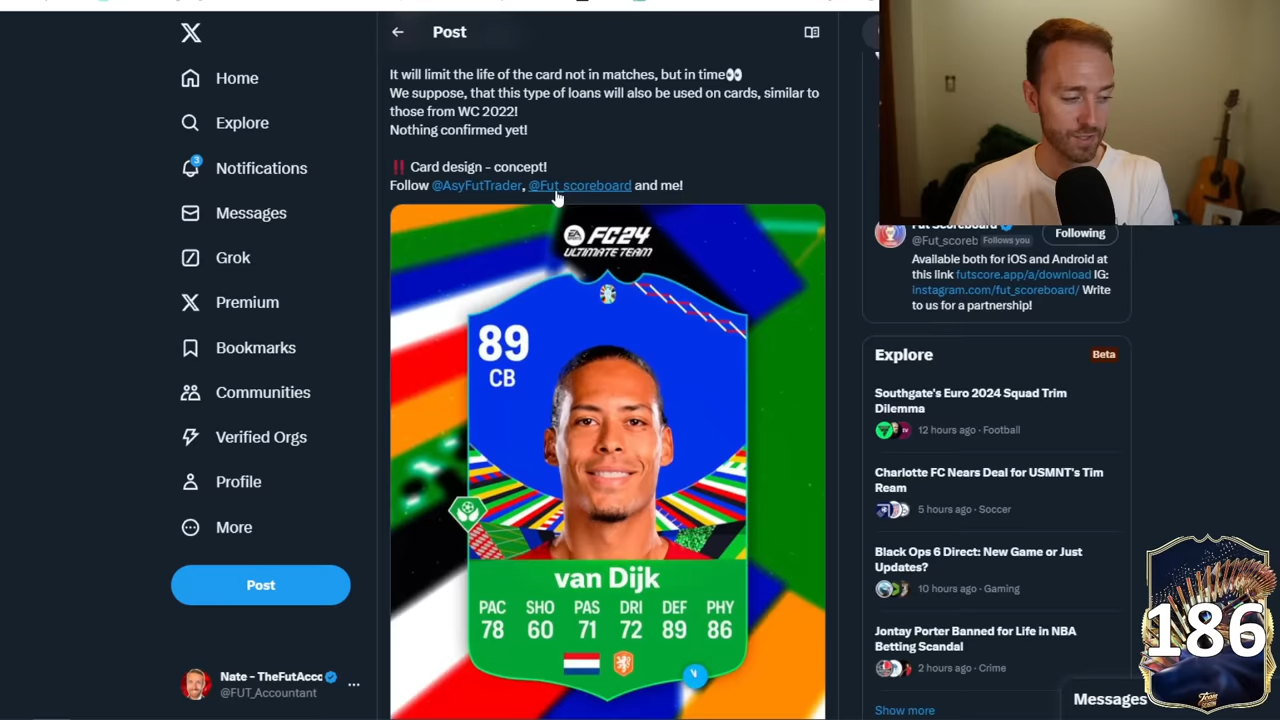 Post
Home
Explore
3
Notifications
Messages
Grok
Premium
Bookmarks
Communities
Verified Orgs
Profile
More
Post
Nate - TheFutAccc
@FUT_Accountant
It will limit the life of the card not in matches, but in time👀
We suppose, that this type of loans will also be used on cards, similar to
those from WC 2022!
Nothing confirmed yet!
‼️ Card design - concept!
Follow @AsyFutTrader, @Fut_scoreboard and me!
EA FC24
ULTIMATE TEAM
89
CB
van Dijk
PAC SHO PAS DRI DEF PHY
78 60 71 72 89 86
Fut Scoreboard
@Fut_scoreb Follows you
Following
Available both for iOS and Android at
this link futscore.app/a/download IG:
instagram.com/fut_scoreboard/ Write
to us for a partnership!
Explore
Beta
Southgate's Euro 2024 Squad Trim
Dilemma
12 hours ago · Football
Charlotte FC Nears Deal for USMNT's Tim
Ream
5 hours ago · Soccer
Black Ops 6 Direct: New Game or Just
Updates?
10 hours ago · Gaming
Jontay Porter Banned for Life in NBA
Betting Scandal
2 hours ago · Crime
Show more
Messages
186